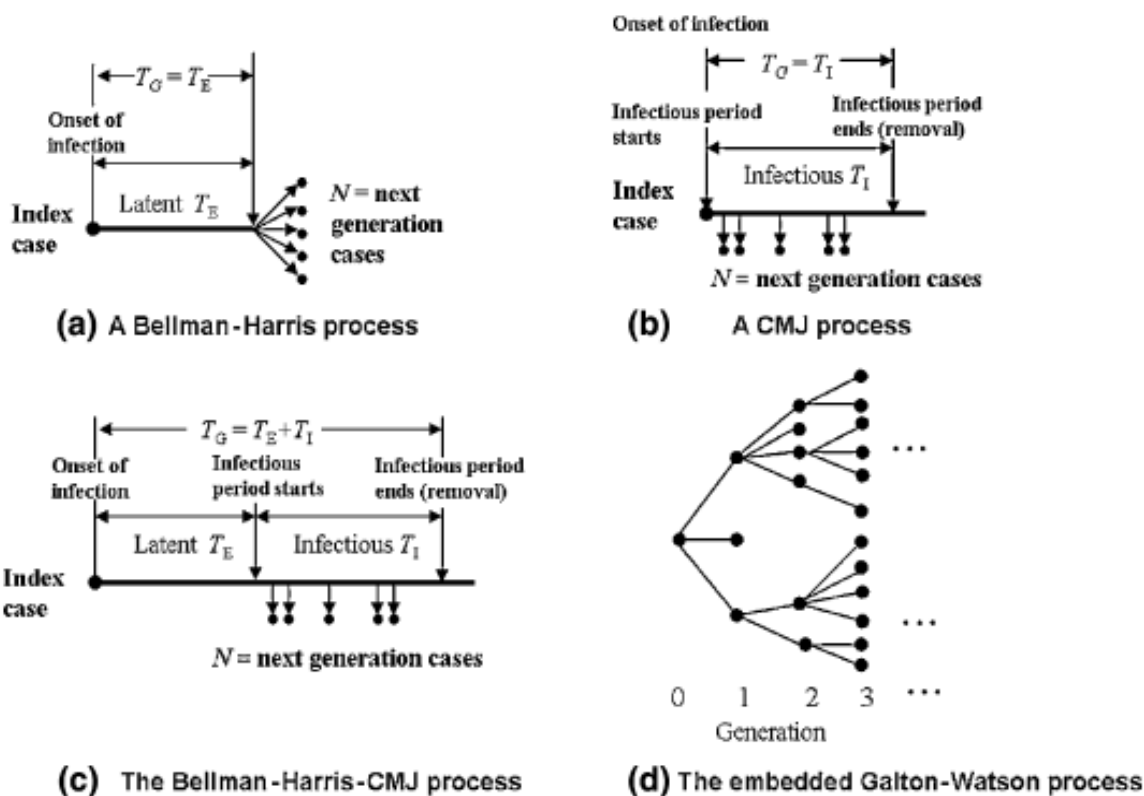 T_G = T_E
Onset of
infection
Latent T_E
Index
case
N = next
generation
cases
(a) A Bellman-Harris process
Onset of infection
T_G = T_I
Infectious period
starts
Infectious period
ends (removal)
Index
case
Infectious T_I
N = next generation cases
(b) A CMJ process
T_G = T_E+T_I
Onset of
infection
Infectious
period starts
Infectious period
ends (removal)
Latent T_E
Infectious T_I
Index
case
N = next generation cases
(c) The Bellman-Harris-CMJ process
...
...
0 1 2 3 ...
Generation
(d) The embedded Galton-Watson process